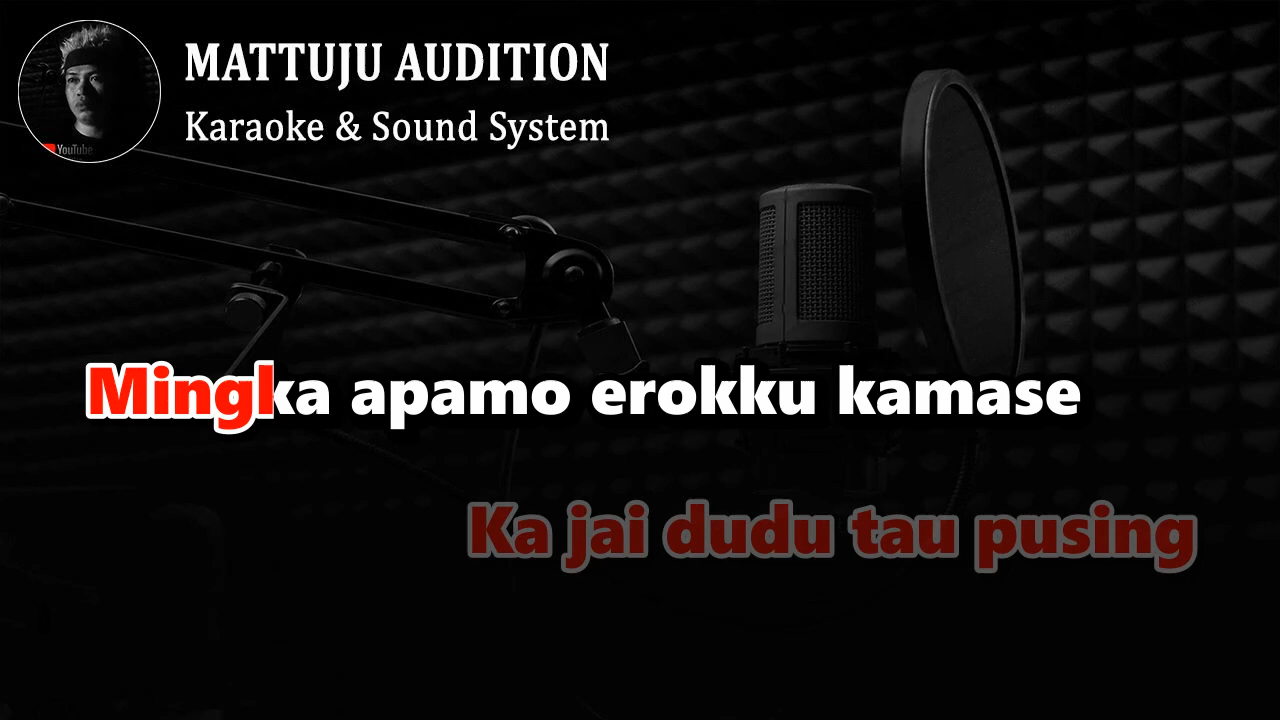 MATTUJU AUDITION
Karaoke & Sound System
YouTube
Mingka apamo erokku kamase
Ka jai dudu tau pusing